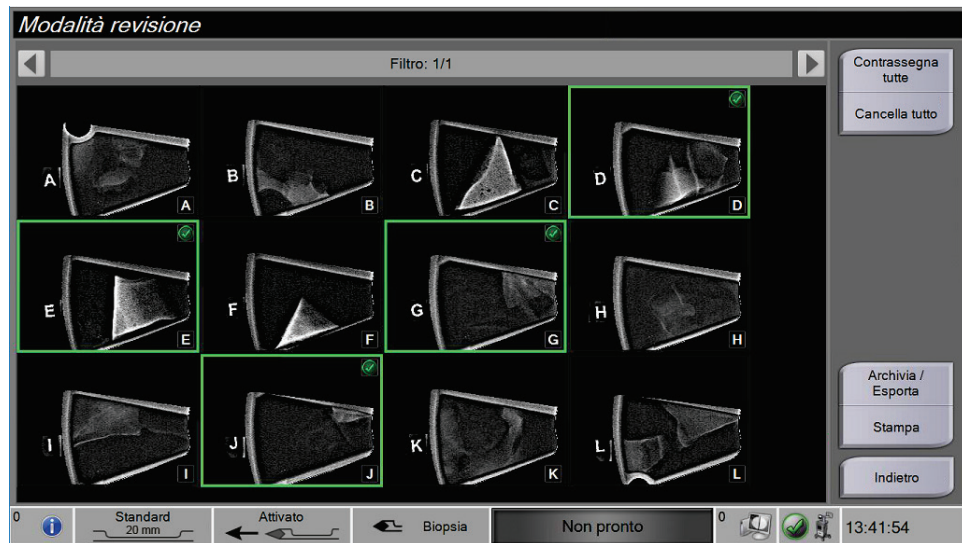 Modalità revisione
Filtro: 1/1
Contrassegna
tutte
Cancella tutto
A
A
B
B
C
C
D
D
E
E
F
F
G
G
H
H
I
I
J
J
K
K
L
L
Archivia /
Esporta
Stampa
Indietro
0
Standard
20 mm
Attivato
Biopsia
Non pronto
0
13:41:54